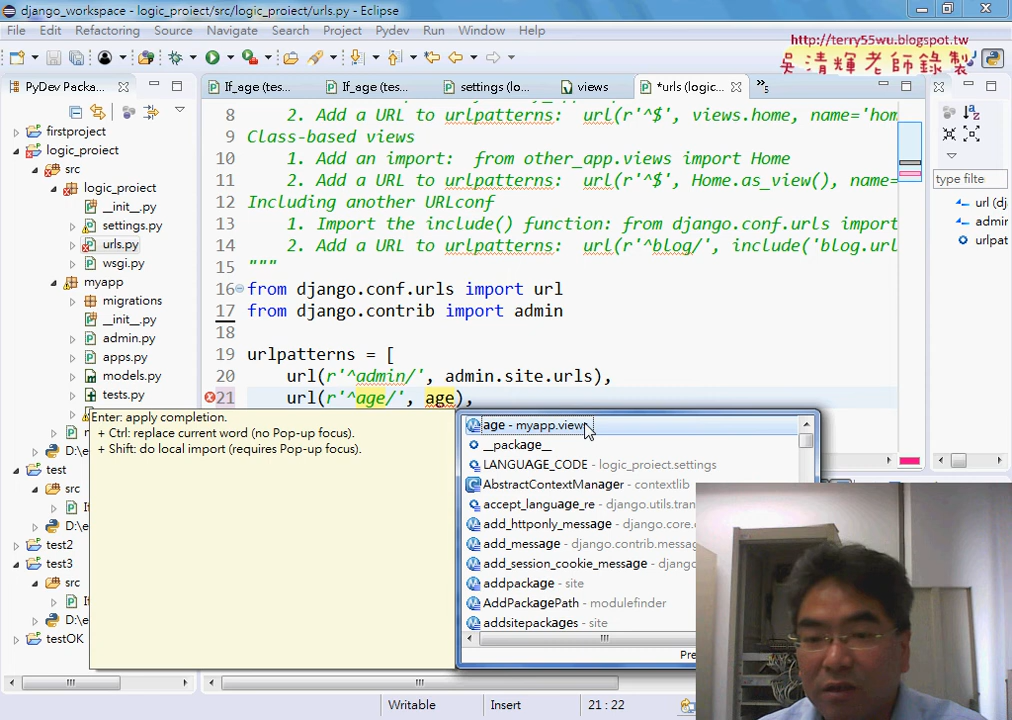 django_workspace - logic_proiect/src/logic_proiect/urls.py - Eclipse
File Edit Refactoring Source Navigate Search Project Pydev Run Window Help
http://terry55wu.blogspot.tw
吳清輝老師錄製
PyDev Packa...
If_age (tes...
If_age (tes...
settings (lo...
views
*urls (logic...
»5
firstproject
logic_proiect
src
logic_proiect
__init__.py
settings.py
urls.py
wsgi.py
myapp
migrations
__init__.py
admin.py
apps.py
models.py
tests.py
test
src
test2
test3
src
testOK
8 2. Add a URL to urlpatterns: url(r'^$', views.home, name='hom
9 Class-based views
10 1. Add an import: from other_app.views import Home
11 2. Add a URL to urlpatterns: url(r'^$', Home.as_view(), name=
12 Including another URLconf
13 1. Import the include() function: from django.conf.urls import
14 2. Add a URL to urlpatterns: url(r'^blog/', include('blog.url
15 """
16 from django.conf.urls import url
17 from django.contrib import admin
18
19 urlpatterns = [
20 url(r'^admin/', admin.site.urls),
21 url(r'^age/', age),
Enter: apply completion.
+ Ctrl: replace current word (no Pop-up focus).
+ Shift: do local import (requires Pop-up focus).
age - myapp.views
__package__
LANGUAGE_CODE - logic_proiect.settings
AbstractContextManager - contextlib
accept_language_re - django.utils.tran
add_httponly_message - django.core.
add_message - django.contrib.messag
add_session_cookie_message - djang
addpackage - site
AddPackagePath - modulefinder
addsitepackages - site
Pre
type filte
url (dj
admir
urlpat
Writable
Insert
21 : 22